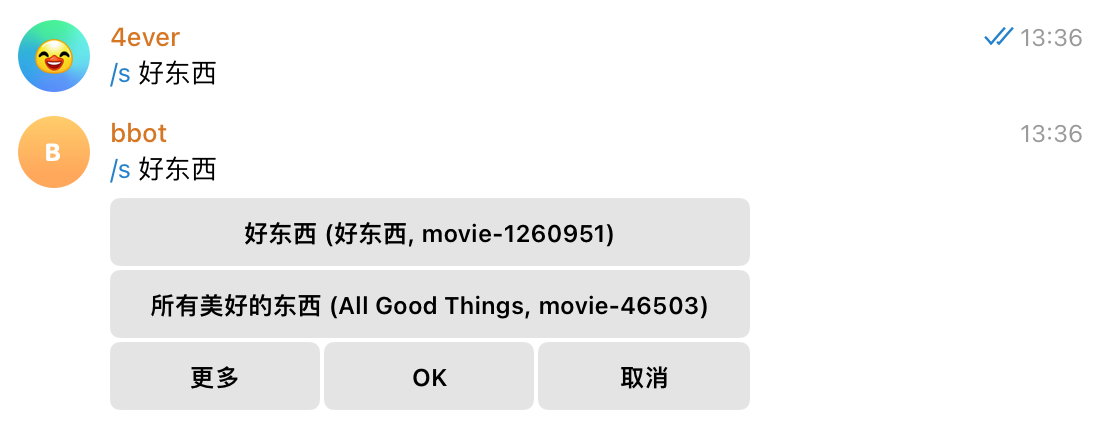 4ever 13:36
/s 好东西
B
bbot 13:36
/s 好东西
好东西 (好东西, movie-1260951)
所有美好的东西 (All Good Things, movie-46503)
更多 OK 取消